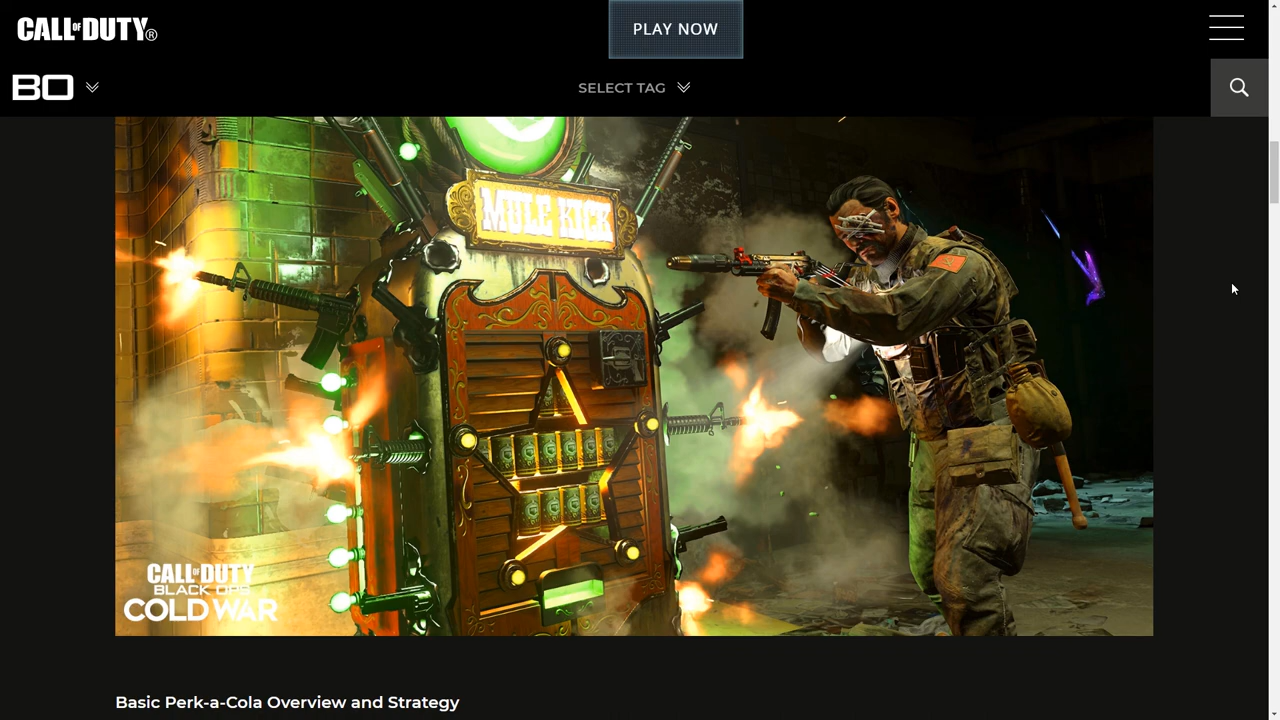 CALL OF DUTY®
PLAY NOW
BO
SELECT TAG
MULE KICK
CALL OF DUTY
BLACK OPS
COLD WAR
Basic Perk-a-Cola Overview and Strategy